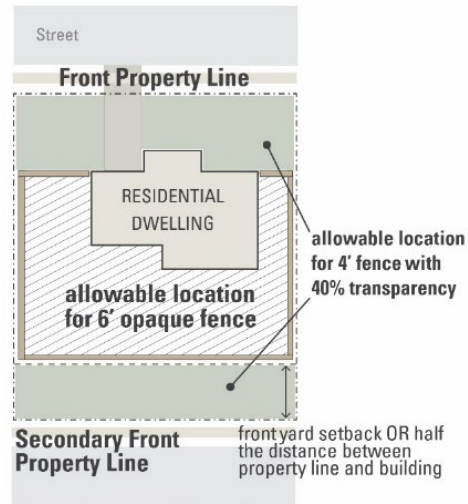 Street
Front Property Line
RESIDENTIAL
DWELLING
allowable location
for 4' fence with
40% transparency
allowable location
for 6' opaque fence
Secondary Front
Property Line
front yard setback OR half
the distance between
property line and building